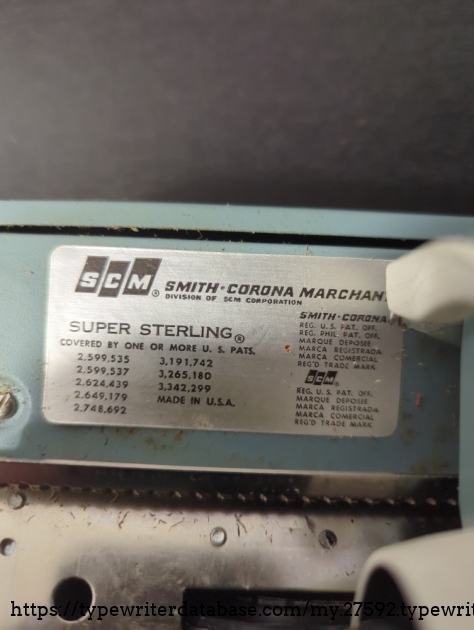 SCM® SMITH-CORONA MARCHAN
DIVISION OF SCM CORPORATION
SUPER STERLING®
COVERED BY ONE OR MORE U. S. PATS.
2.599,535 3,191,742
2.599,537 3,265,180
2.624,439 3,342,299
2.649,179 MADE IN U.S.A.
2.748,692
SMITH-CORONA
REG. U.S. PAT. OFF.
REG. PHIL. PAT. OFF.
MARQUE DEPOSEE
MARCA REGISTRADA
MARCA COMERCIAL
REG'D TRADE MARK
SCM®
REG. U.S. PAT. OFF.
MARQUE DEPOSEE
MARCA REGISTRADA
MARCA COMERCIAL
REG'D TRADE MARK
https://typewriterdatabase.com/my.27592.typewrit